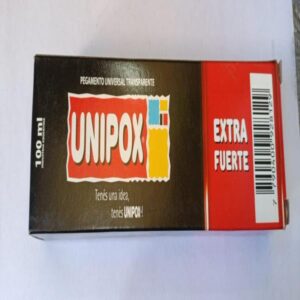 PEGAMENTO UNIVERSAL TRANSPARENTE
UNIPOX
Tenés una idea,
tenés UNIPOX!
100 ml
EXTRA
FUERTE